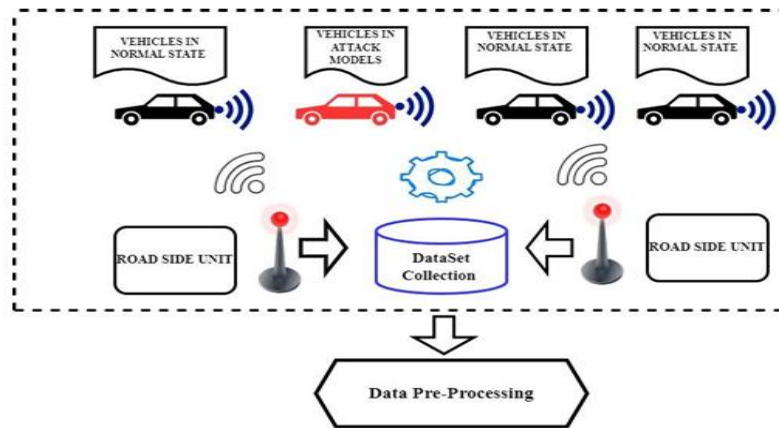 VEHICLES IN
NORMAL STATE
VEHICLES IN
ATTACK
MODELS
VEHICLES IN
NORMAL STATE
VEHICLES IN
NORMAL STATE
ROAD SIDE UNIT
DataSet
Collection
ROAD SIDE UNIT
Data Pre-Processing